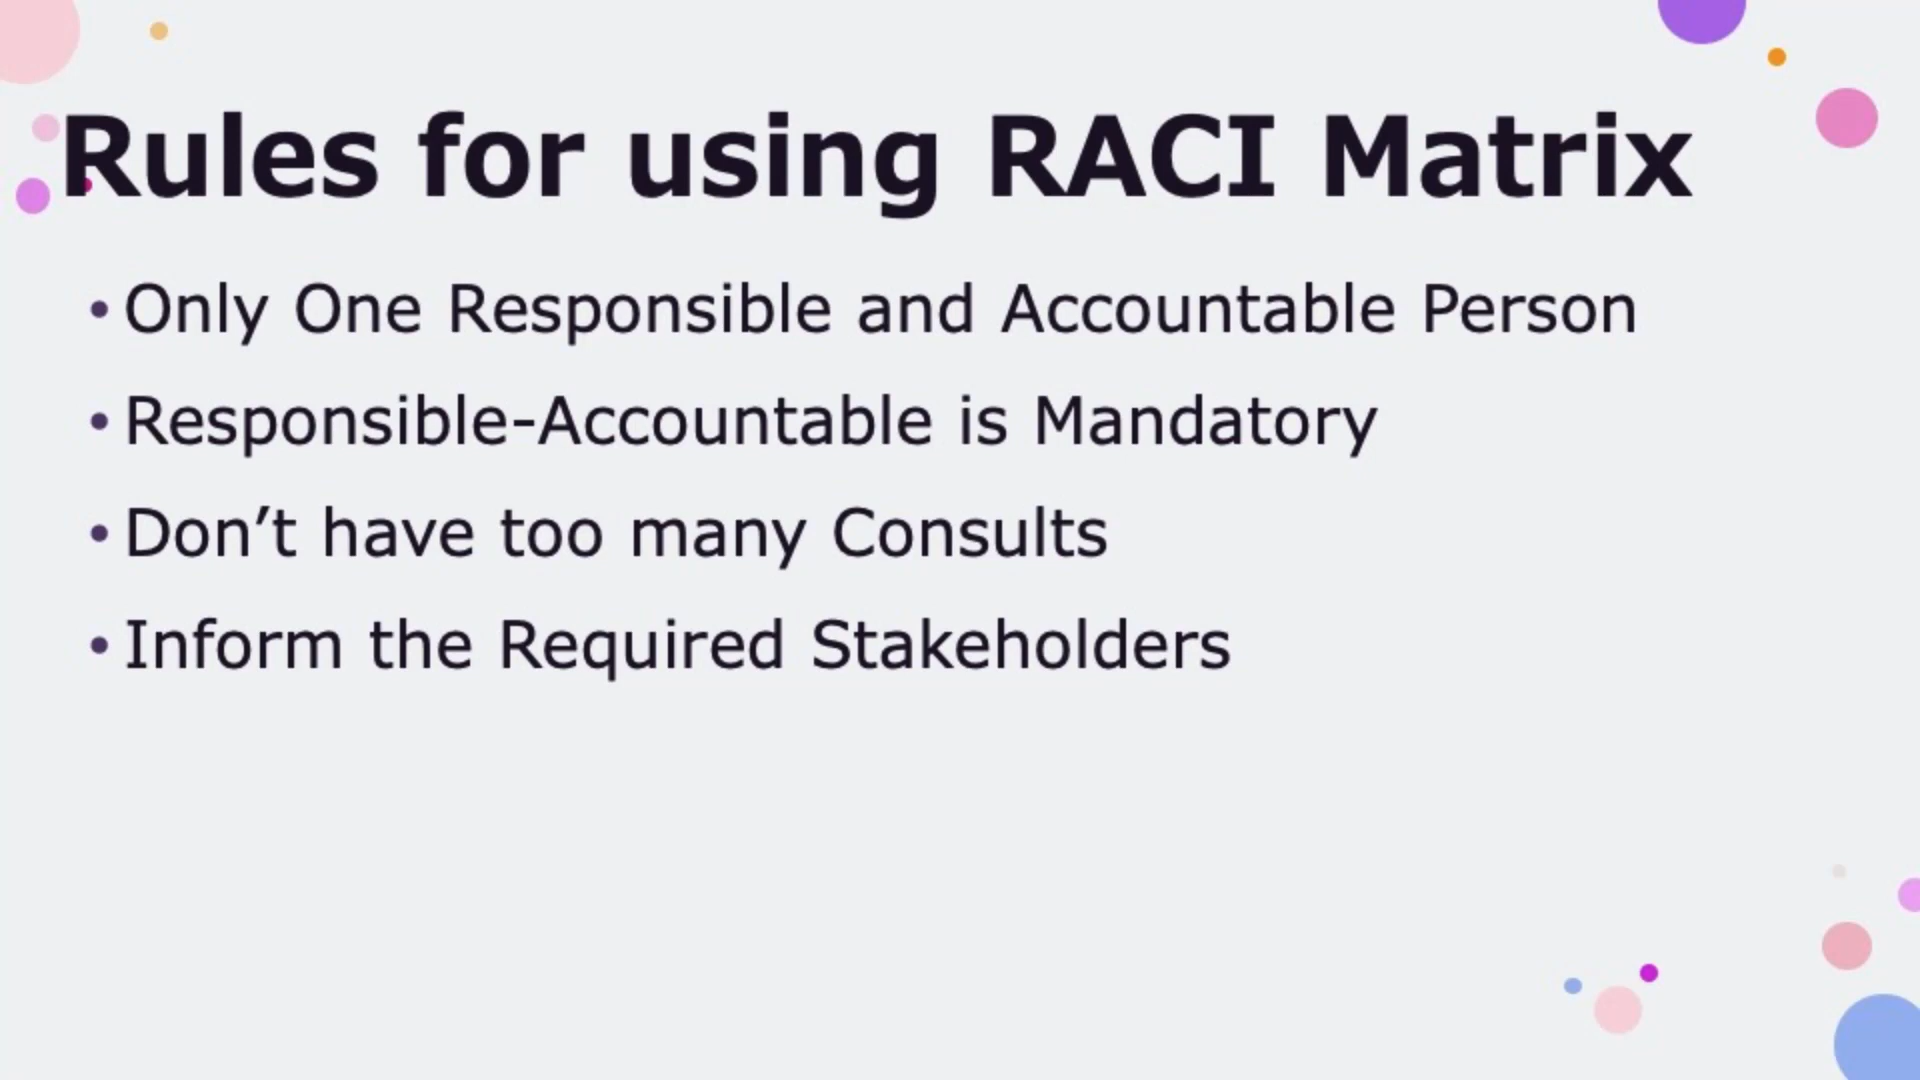 Rules for using RACI Matrix
• Only One Responsible and Accountable Person
• Responsible-Accountable is Mandatory
• Don’t have too many Consults
• Inform the Required Stakeholders